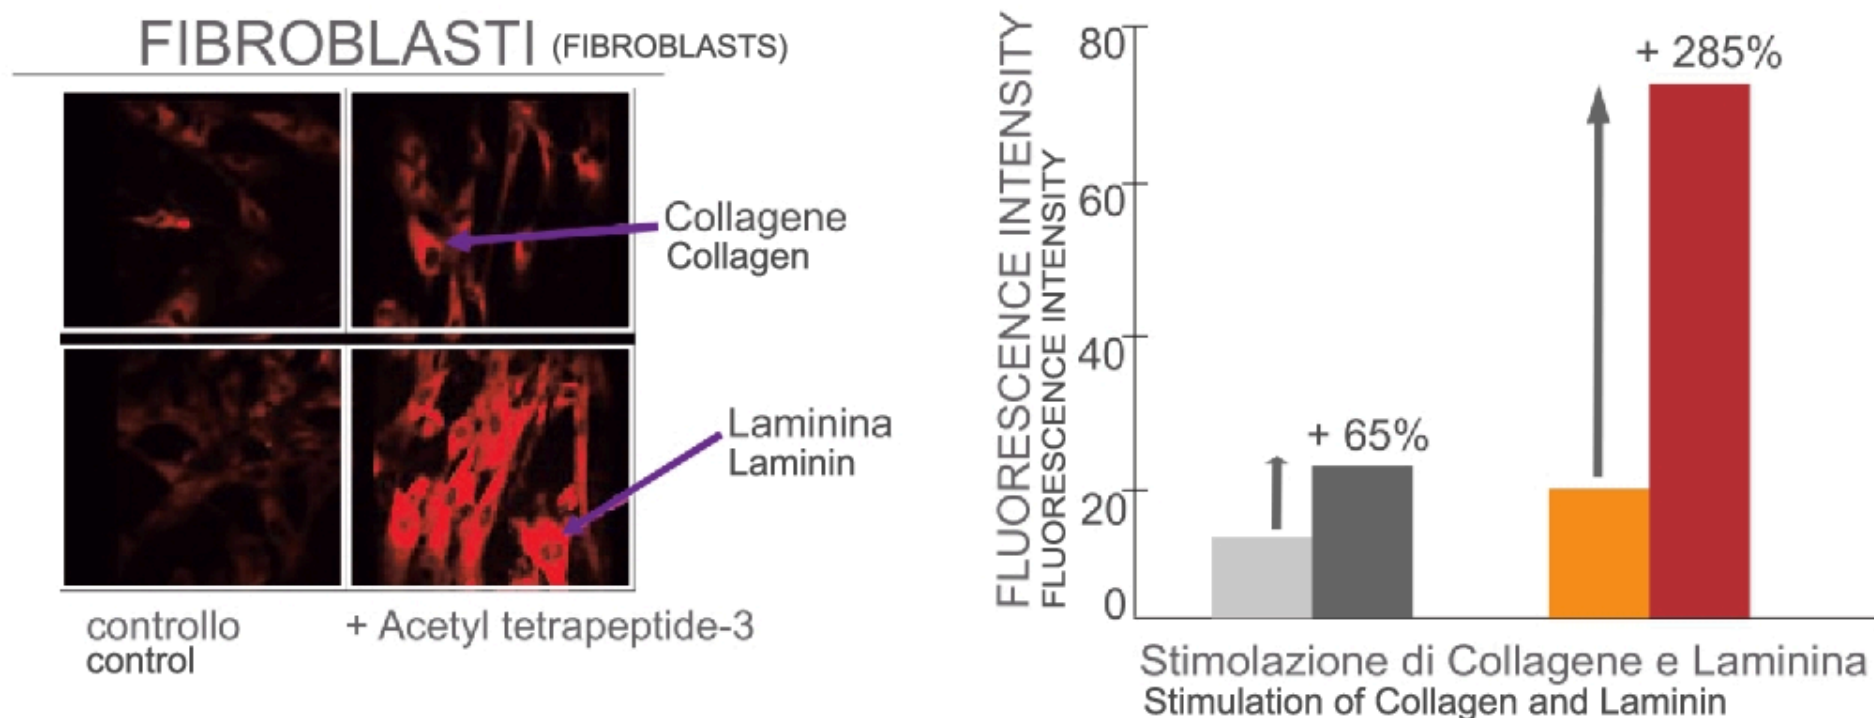 FIBROBLASTI (FIBROBLASTS)
Collagene
Collagen
Laminina
Laminin
controllo
control
+ Acetyl tetrapeptide-3
FLUORESCENCE INTENSITY
FLUORESCENCE INTENSITY
80
60
40
20
0
+ 65%
+ 285%
Stimolazione di Collagene e Laminina
Stimulation of Collagen and Laminin